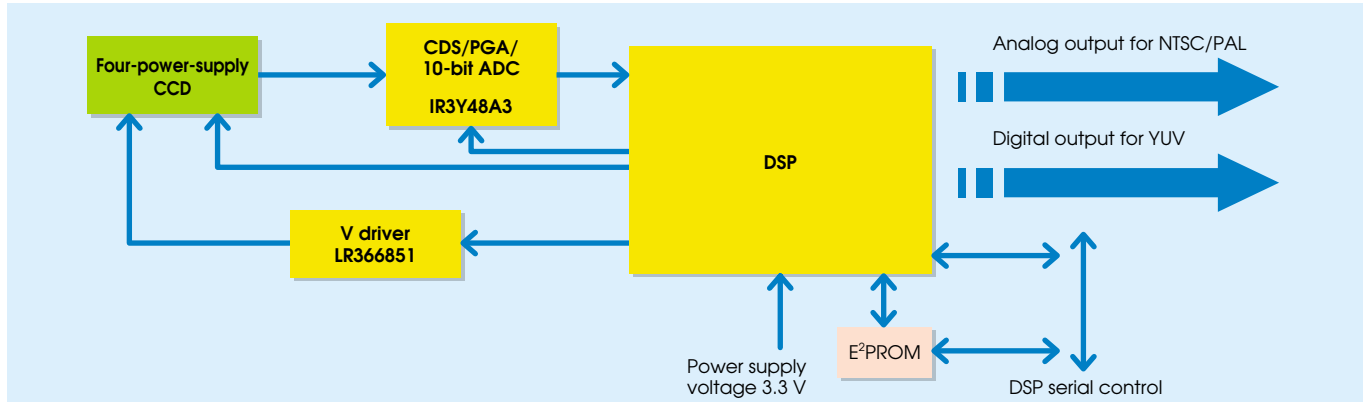 Four-power-supply
CCD
CDS/PGA/
10-bit ADC
IR3Y48A3
DSP
Analog output for NTSC/PAL
Digital output for YUV
V driver
LR366851
Power supply
voltage 3.3 V
E²PROM
DSP serial control